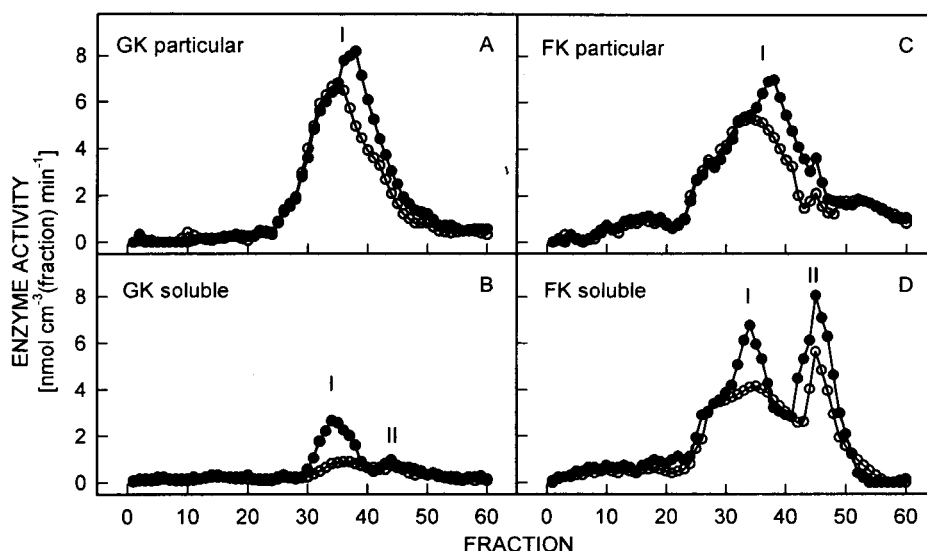 GK particular
I
A
FK particular
I
C
8
6
4
2
0
GK soluble
I
II
B
FK soluble
I
II
D
8
6
4
2
0
ENZYME ACTIVITY
[nmol cm⁻³(fraction) min⁻¹]
0 10 20 30 40 50 60
0 10 20 30 40 50 60
FRACTION